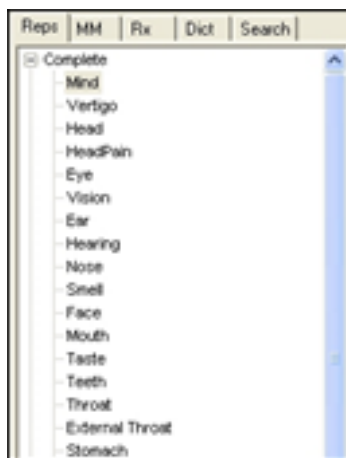 Reps MM Rx Dict Search
Complete
Mind
Vertigo
Head
HeadPain
Eye
Vision
Ear
Hearing
Nose
Smell
Face
Mouth
Taste
Teeth
Throat
External Throat
Stomach